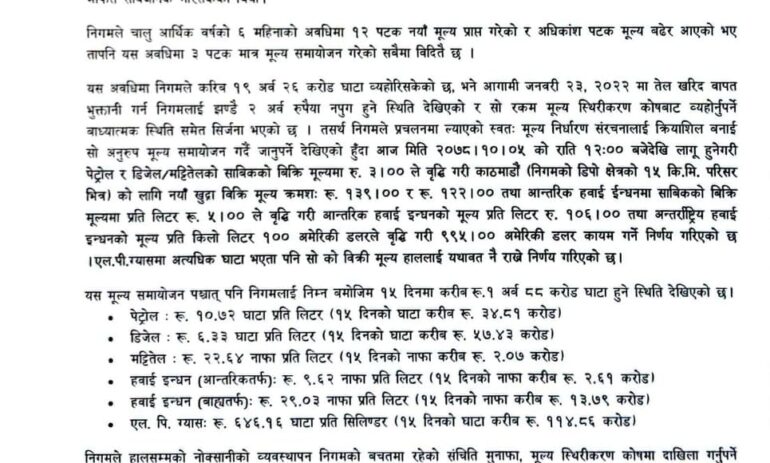 निगमले चालु आर्थिक वर्षको ६ महिनाको अवधिमा १२ पटक नयाँ मूल्य प्राप्त गरेको र अधिकांश पटक मूल्य बढेर आएको भए
तापनि यस अवधिमा ३ पटक मात्र मूल्य समायोजन गरेको सबैमा विदितै छ ।
यस अवधिमा निगमले करिब १९ अर्ब २६ करोड घाटा व्यहोरिसकेको छ, भने आगामी जनवरी २३, २०२२ मा तेल खरिद वापत
भुक्तानी गर्न निगमलाई झण्डै २ अर्ब रुपैया नपुग हुने स्थिति देखिएको र सो रकम मूल्य स्थिरीकरण कोषबाट व्यहोर्नुपर्ने
बाध्यात्मक स्थिति समेत सिर्जना भएको छ । तसर्थ निगमले प्रचलनमा ल्याएको स्वतः मूल्य निर्धारण संरचनालाई क्रियाशिल बनाई
सो अनुरुप मूल्य समायोजन गर्दै जानुपर्ने देखिएको हुँदा आज मिति २०७८।१०।०५ को राति १२:०० बजेदेखि लागू हुनेगरी
पेट्रोल र डिजेल/मट्टितेलको साबिकको बिक्रि मूल्यमा रु. ३।०० ले वृद्धि गरी काठमाडौं (निगमको डिपो क्षेत्रको १५ कि.मि. परिसर
भित्र) को लागि नयाँ खुद्रा बिक्रि मूल्य क्रमशः रु. १३९।०० र रु. १२२।०० तथा आन्तरिक हवाई ईन्धनमा साबिकको बिक्रि
मूल्यमा प्रति लिटर रु. ५।०० ले वृद्धि गरी आन्तरिक हवाई इन्धनको मूल्य प्रति लिटर रु. १०६।०० तथा अन्तर्राष्ट्रिय हवाई
इन्धनको मूल्य प्रति किलो लिटर १०० अमेरिकी डलरले वृद्धि गरी ९९५।०० अमेरिकी डलर कायम गर्ने निर्णय गरिएको छ
।एल.पी.ग्यासमा अत्यधिक घाटा भएता पनि सो को विक्री मूल्य हाललाई यथावत नै राख्ने निर्णय गरिएको छ ।
यस मूल्य समायोजन पश्चात् पनि निगमलाई निम्न बमोजिम १५ दिनमा करीब रू.१ अर्व ८८ करोड घाटा हुने स्थिति देखिएको छ।
• पेट्रोल : रू. १०.७२ घाटा प्रति लिटर (१५ दिनको घाटा करीब रू. ३४.८१ करोड)
• डिजेल : रू. ६.३३ घाटा प्रति लिटर (१५ दिनको घाटा करीब रू. ५७.४३ करोड)
• मट्टितेल : रू. २२.६४ नाफा प्रति लिटर (१५ दिनको नाफा करीब रू. २.०७ करोड)
• हवाई इन्धन (आन्तरिकतर्फ): रू. ९.६२ नाफा प्रति लिटर (१५ दिनको नाफा करीब रू. २.६१ करोड)
• हवाई इन्धन (बाह्यतर्फ): रू. २९.०३ नाफा प्रति लिटर (१५ दिनको नाफा करीब रू. १३.७९ करोड)
• एल. पि. ग्यास: रू. ६४६.१६ घाटा प्रति सिलिण्डर (१५ दिनको घाटा करीब रू. ११४.८६ करोड)
निगमले हालसम्मको नोक्सानीको व्यवस्थापन निगमको बचतमा रहेको संचिति मुनाफा, मूल्य स्थिरीकरण कोषमा दाखिला गर्नुपर्ने